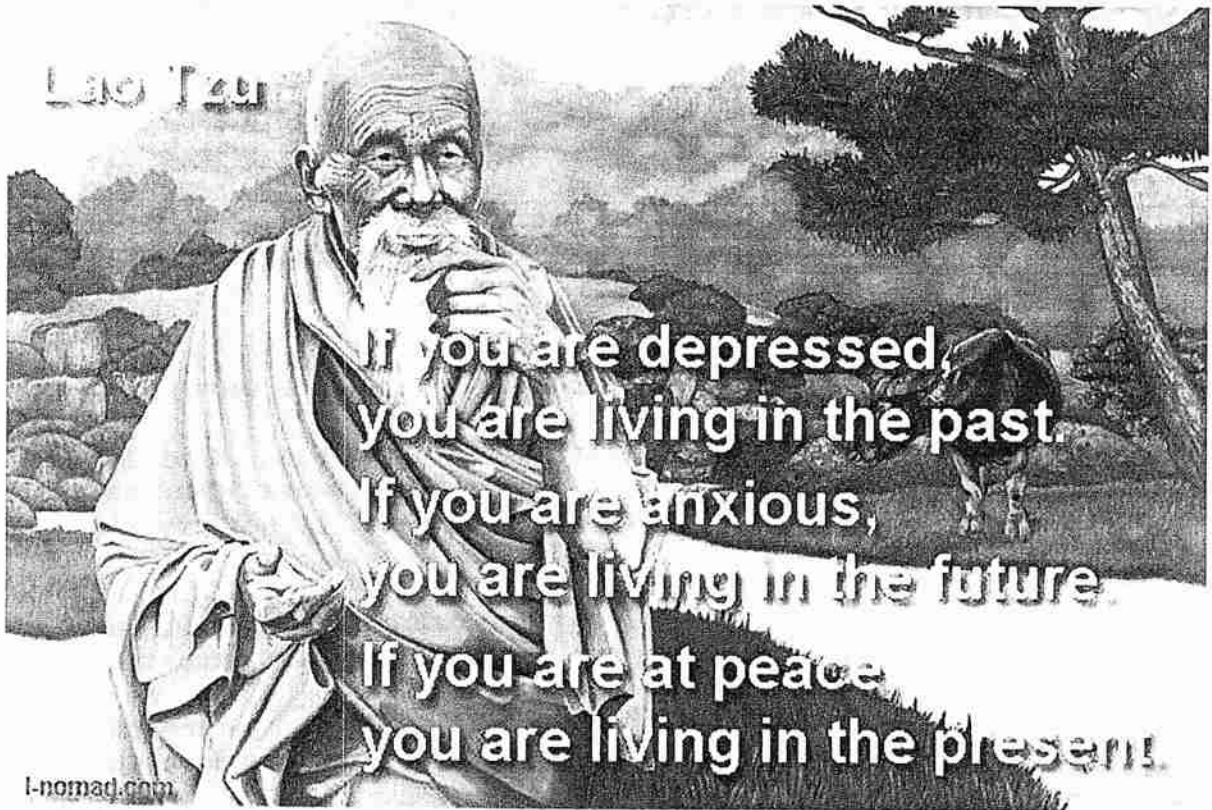 Lao Tzu
If you are depressed,
you are living in the past.
If you are anxious,
you are living in the future.
If you are at peace
you are living in the present.
I-nomad.com